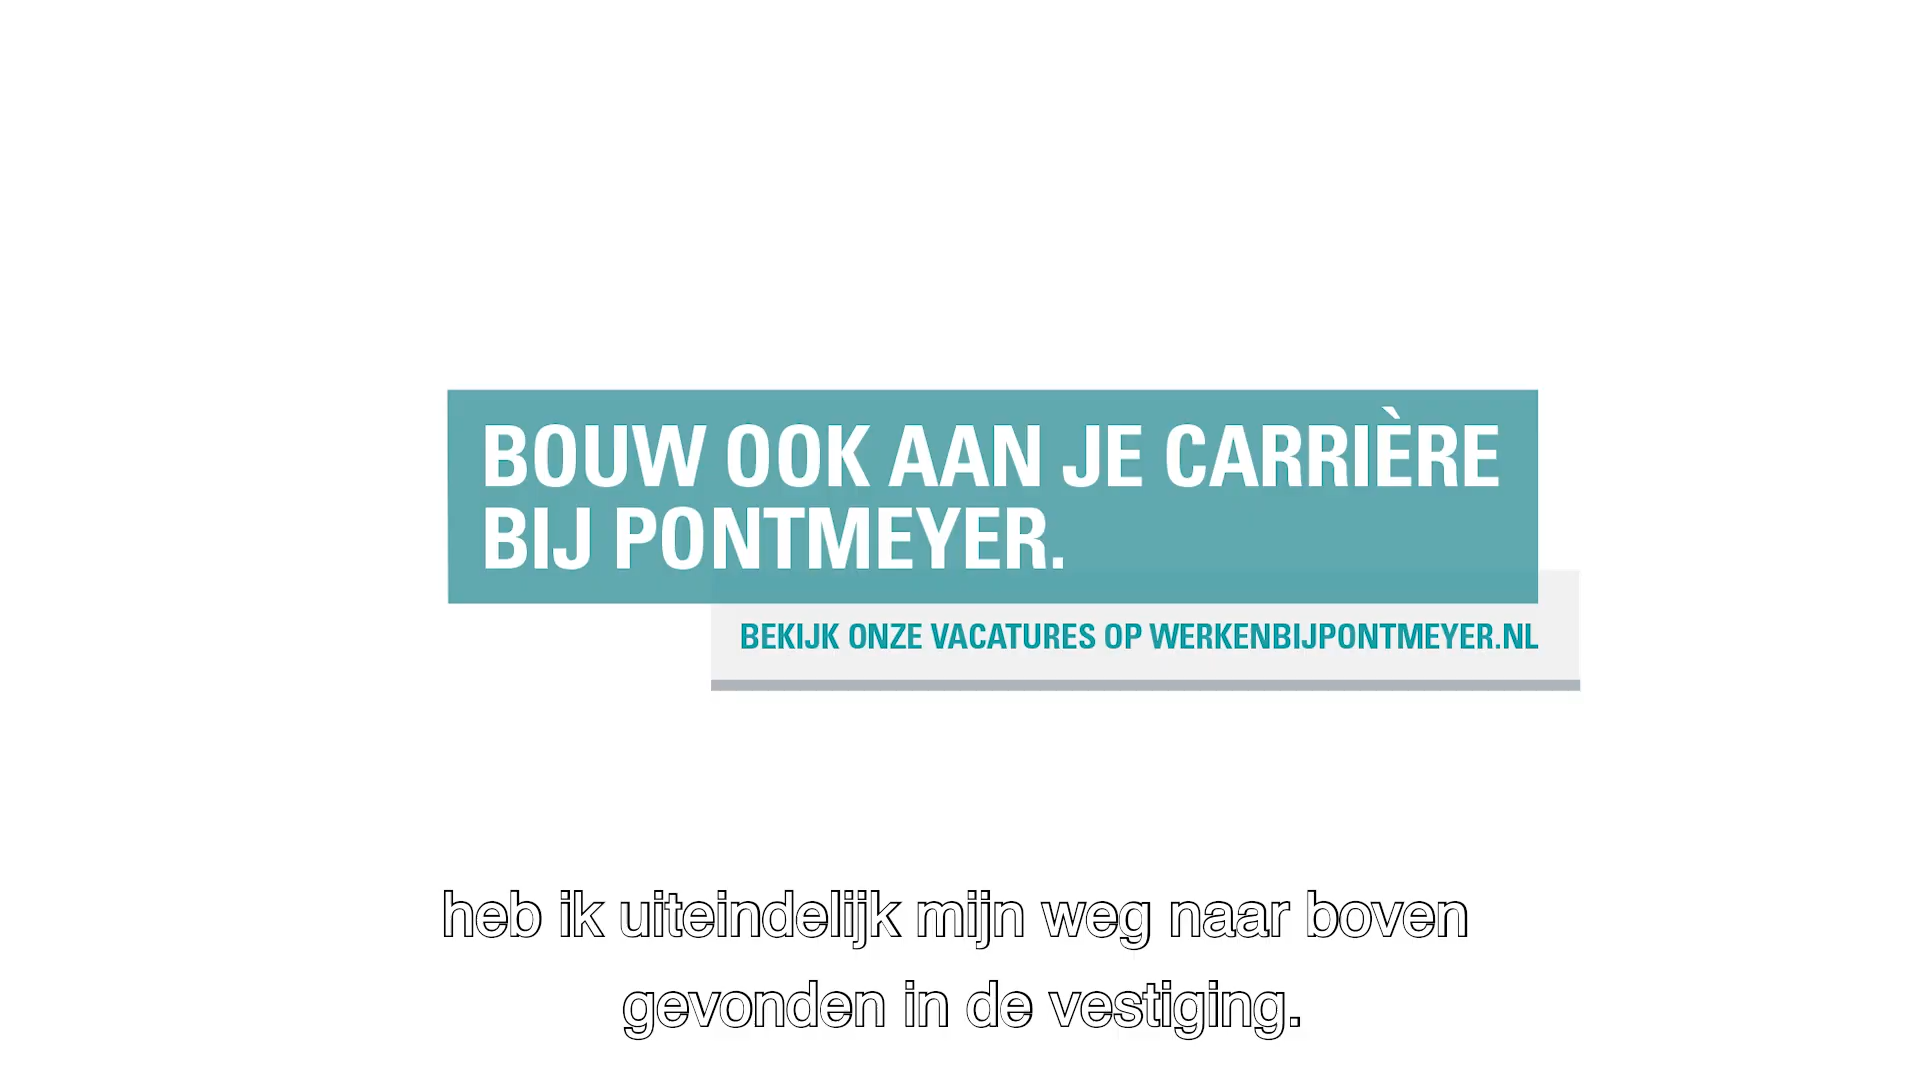 BOUW OOK AAN JE CARRIÈRE
BIJ PONTMEYER.
BEKIJK ONZE VACATURES OP WERKENBIJPONTMEYER.NL
heb ik uiteindelijk mijn weg naar boven
gevonden in de vestiging.